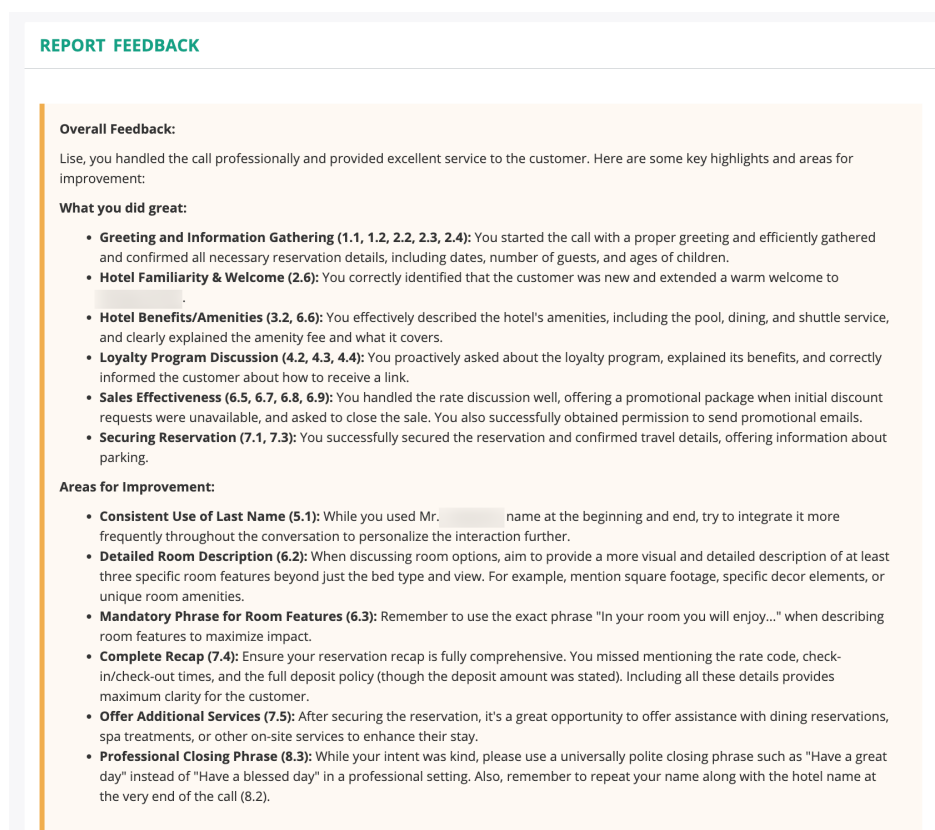 REPORT FEEDBACK
Overall Feedback:
Lise, you handled the call professionally and provided excellent service to the customer. Here are some key highlights and areas for
improvement:
What you did great:
• Greeting and Information Gathering (1.1, 1.2, 2.2, 2.3, 2.4): You started the call with a proper greeting and efficiently gathered
and confirmed all necessary reservation details, including dates, number of guests, and ages of children.
• Hotel Familiarity & Welcome (2.6): You correctly identified that the customer was new and extended a warm welcome to
.
• Hotel Benefits/Amenities (3.2, 6.6): You effectively described the hotel's amenities, including the pool, dining, and shuttle service,
and clearly explained the amenity fee and what it covers.
• Loyalty Program Discussion (4.2, 4.3, 4.4): You proactively asked about the loyalty program, explained its benefits, and correctly
informed the customer about how to receive a link.
• Sales Effectiveness (6.5, 6.7, 6.8, 6.9): You handled the rate discussion well, offering a promotional package when initial discount
requests were unavailable, and asked to close the sale. You also successfully obtained permission to send promotional emails.
• Securing Reservation (7.1, 7.3): You successfully secured the reservation and confirmed travel details, offering information about
parking.
Areas for Improvement:
• Consistent Use of Last Name (5.1): While you used Mr. name at the beginning and end, try to integrate it more
frequently throughout the conversation to personalize the interaction further.
• Detailed Room Description (6.2): When discussing room options, aim to provide a more visual and detailed description of at least
three specific room features beyond just the bed type and view. For example, mention square footage, specific decor elements, or
unique room amenities.
• Mandatory Phrase for Room Features (6.3): Remember to use the exact phrase "In your room you will enjoy..." when describing
room features to maximize impact.
• Complete Recap (7.4): Ensure your reservation recap is fully comprehensive. You missed mentioning the rate code, check-
in/check-out times, and the full deposit policy (though the deposit amount was stated). Including all these details provides
maximum clarity for the customer.
• Offer Additional Services (7.5): After securing the reservation, it's a great opportunity to offer assistance with dining reservations,
spa treatments, or other on-site services to enhance their stay.
• Professional Closing Phrase (8.3): While your intent was kind, please use a universally polite closing phrase such as "Have a great
day" instead of "Have a blessed day" in a professional setting. Also, remember to repeat your name along with the hotel name at
the very end of the call (8.2).